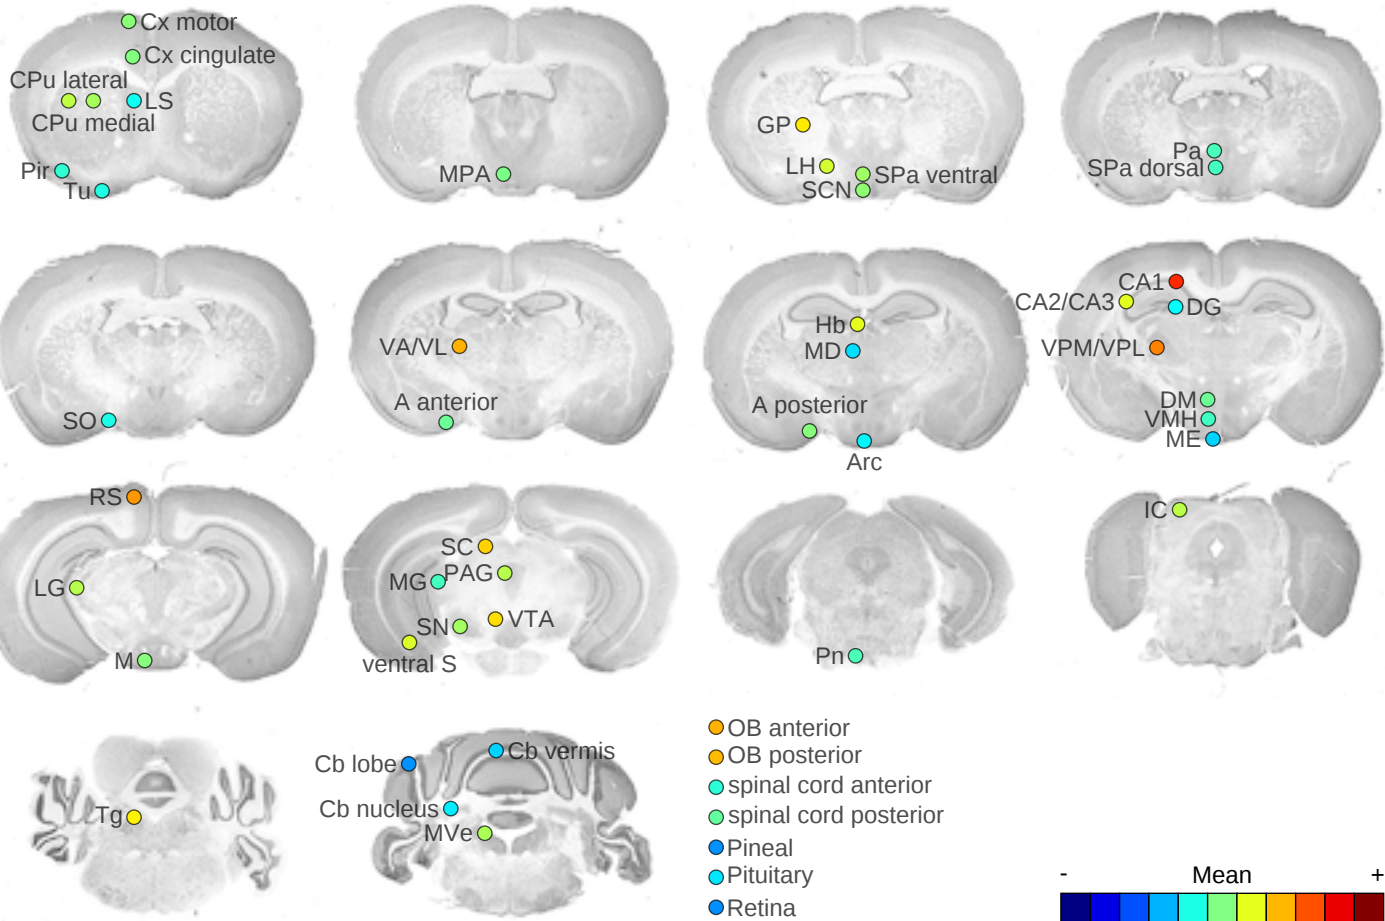 Cx motor
Cx cingulate
CPu lateral
LS
CPu medial
Pir
Tu
MPA
GP
LH
SPa ventral
SCN
Pa
SPa dorsal
SO
VA/VL
A anterior
Hb
MD
A posterior
Arc
CA1
CA2/CA3
DG
VPM/VPL
DM
VMH
ME
RS
LG
M
SC
MG
PAG
SN
VTA
ventral S
Pn
IC
Tg
Cb lobe
Cb vermis
Cb nucleus
MVe
OB anterior
OB posterior
spinal cord anterior
spinal cord posterior
Pineal
Pituitary
Retina
- Mean +